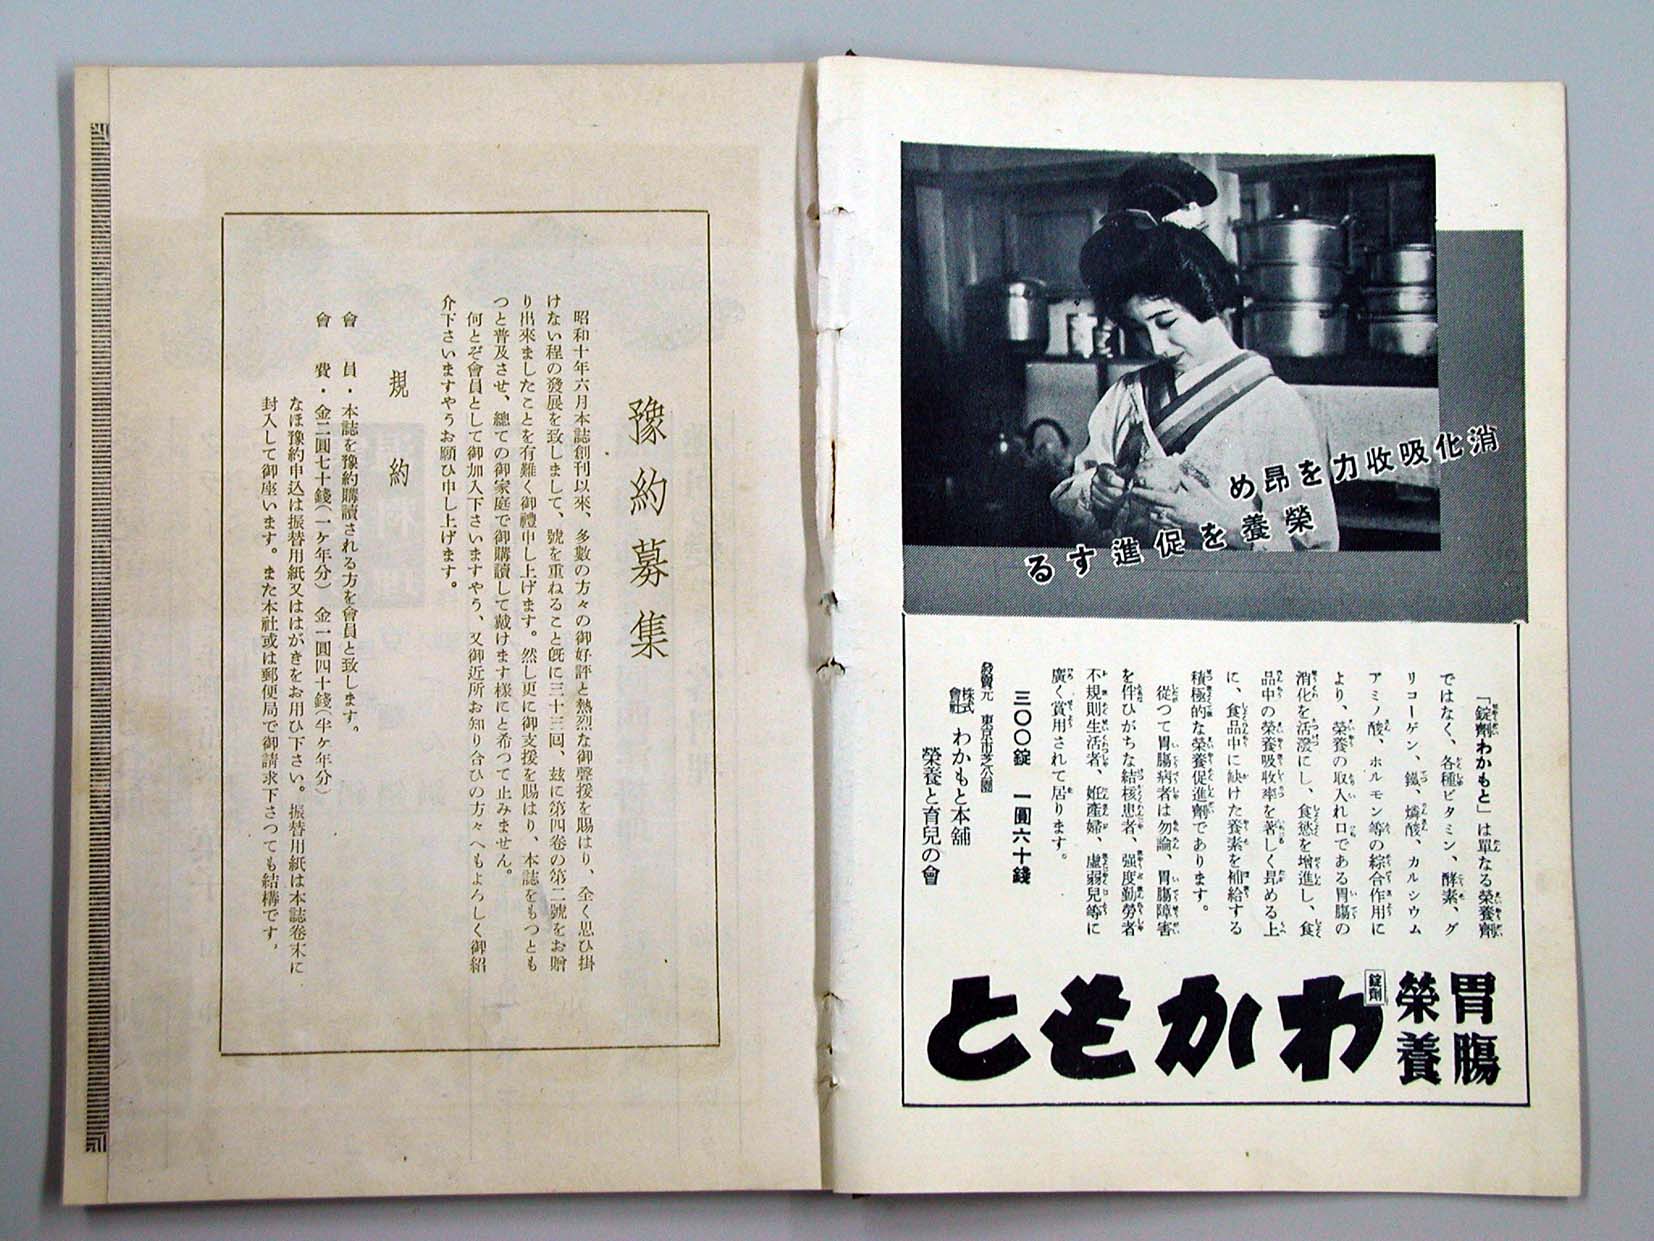 消化吸收力を昂め
榮養を促進する
「錠劑わかもと」は單なる榮養劑
ではなく、各種ビタミン、酵素、グ
リコーゲン、鐵、燐酸、カルシウム
アミノ酸、ホルモン等の綜合作用に
より、榮養の取入れ口である胃腸の
消化を活潑にし、食慾を增進し、食
品中の榮養吸收率を著しく昂める上
に、食品中に缺けた養素を補給する
積極的な榮養促進劑であります。
從つて胃腸病者は勿論、胃腸障害
を伴ひがちな結核患者、强度勤勞者
不規則生活者、姙產婦、虛弱兒等に
廣く賞用されて居ります。
三〇〇錠 一圓六十錢
發賣元 東京市芝公園
株式會社 わかもと本舖
榮養と育兒の會
胃腸
榮養
錠劑
わかもと
豫約募集
昭和十年六月本誌創刊以來、多數の方々の御好評と熱烈な御聲援を賜はり、全く思ひ掛
けない程の發展を致しまして、號を重ねること旣に三十三回、玆に第四卷の第二號をお贈
り出來ましたことを有難く御禮申し上げます。然し更に御支援を賜はり、本誌をもつとも
つと普及させ、總ての御家庭で御購讀して戴けます樣にと希つて止みません。
何とぞ會員として御加入下さいますやう、又御近所お知り合ひの方々へもよろしく御紹
介下さいますやうお願ひ申し上げます。
規約
會員・本誌を豫約購讀される方を會員と致します。
會費・金二圓七十錢(一ケ年分) 金一圓四十錢(半ケ年分)
なほ豫約申込は振替用紙又ははがきをお用ひ下さい。振替用紙は本誌卷末に
封入して御座います。また本社或は郵便局で御請求下さつても結構です。